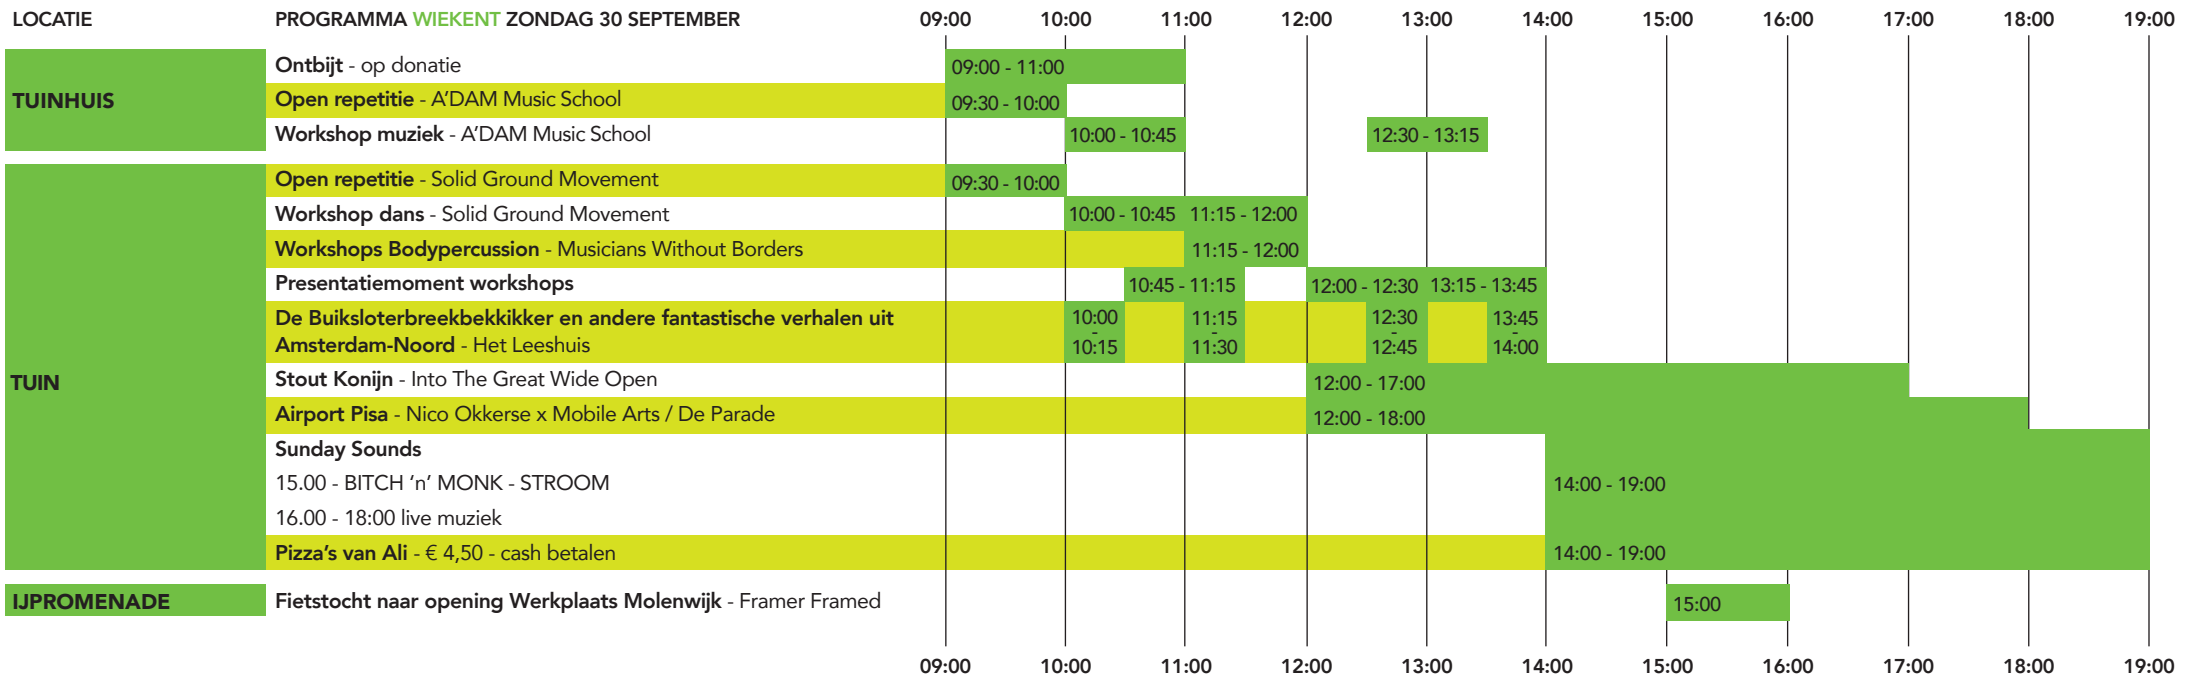 LOCATIE PROGRAMMA WIEKENT ZONDAG 30 SEPTEMBER 09:00 10:00 11:00 12:00 13:00 14:00 15:00 16:00 17:00 18:00 19:00
TUINHUIS
Ontbijt - op donatie 09:00 - 11:00
Open repetitie - A’DAM Music School 09:30 - 10:00
Workshop muziek - A’DAM Music School 10:00 - 10:45 12:30 - 13:15
TUIN
Open repetitie - Solid Ground Movement 09:30 - 10:00
Workshop dans - Solid Ground Movement 10:00 - 10:45 11:15 - 12:00
Workshops Bodypercussion - Musicians Without Borders 11:15 - 12:00
Presentatiemoment workshops 10:45 - 11:15 12:00 - 12:30 13:15 - 13:45
De Buiksloterbreekbekkikker en andere fantastische verhalen uit 10:00 - 11:15 - 12:30 - 13:45 -
Amsterdam-Noord - Het Leeshuis 10:15 11:30 12:45 14:00
Stout Konijn - Into The Great Wide Open 12:00 - 17:00
Airport Pisa - Nico Okkerse x Mobile Arts / De Parade 12:00 - 18:00
Sunday Sounds
15.00 - BITCH ‘n’ MONK - STROOM 14:00 - 19:00
16.00 - 18:00 live muziek
Pizza’s van Ali - € 4,50 - cash betalen 14:00 - 19:00
IJPROMENADE Fietstocht naar opening Werkplaats Molenwijk - Framer Framed 15:00
09:00 10:00 11:00 12:00 13:00 14:00 15:00 16:00 17:00 18:00 19:00